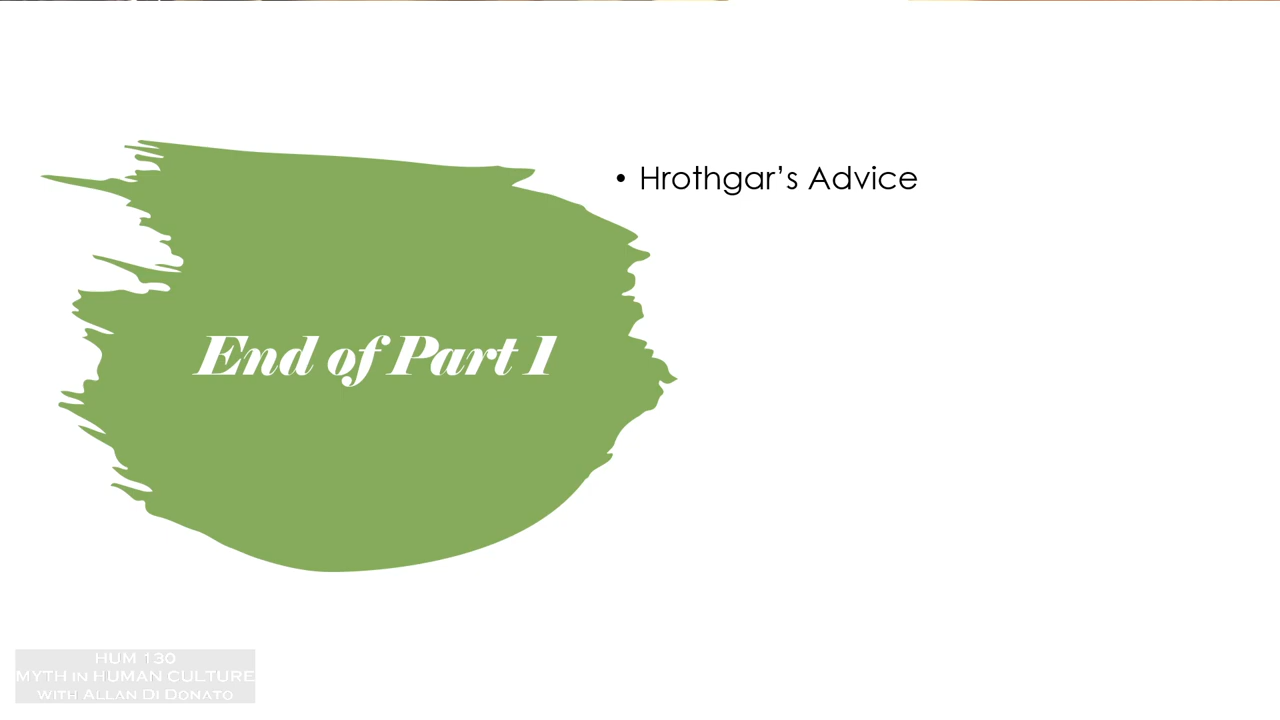 • Hrothgar’s Advice
End of Part 1
HUM 130
MYTH IN HUMAN CULTURE
WITH ALLAN DI DONATO